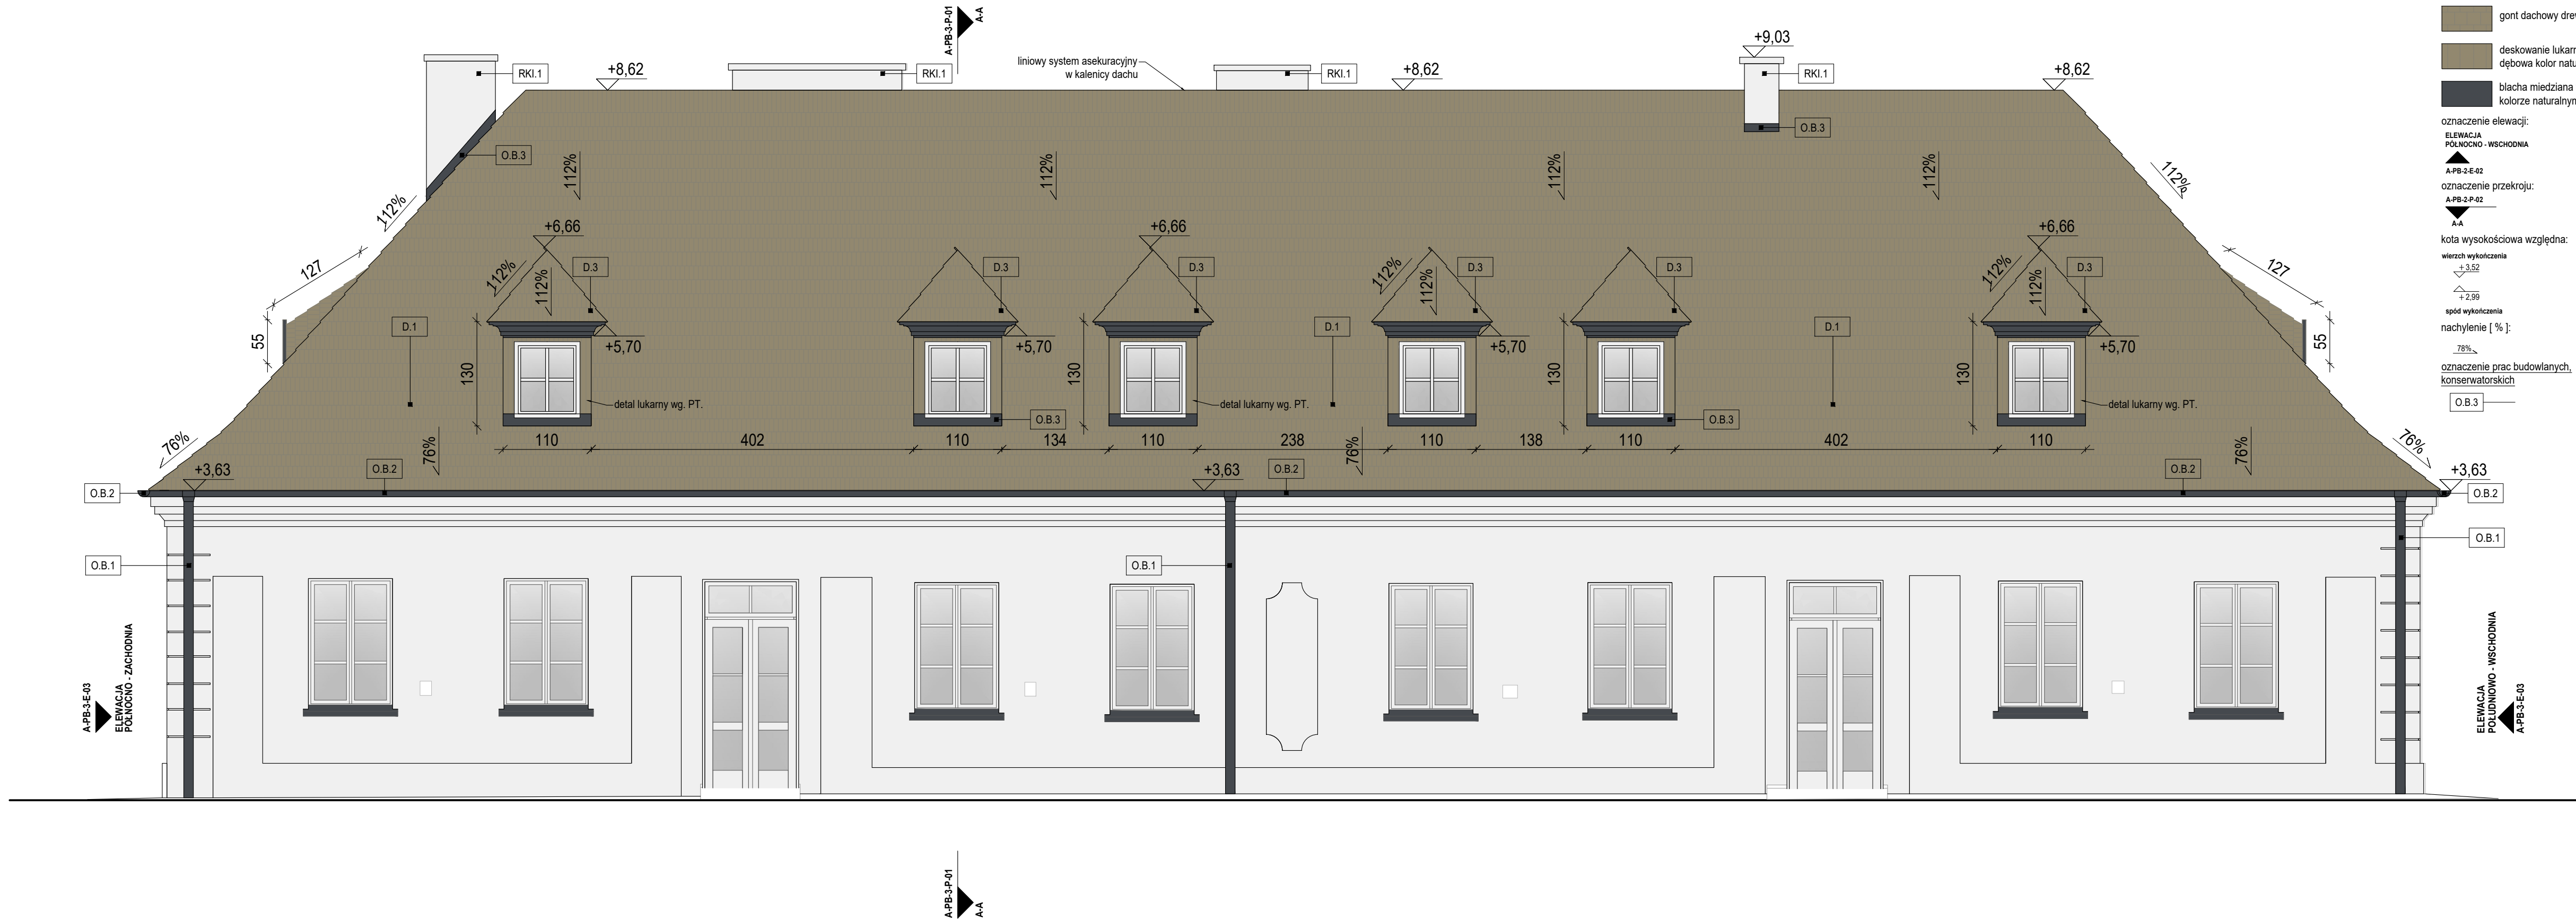 A-PB-3-P-01
A-A
RKI.1
+8,62
RKI.1
liniowy system asekuracyjny
w kalenicy dachu
RKI.1
+8,62
+9,03
RKI.1
+8,62
O.B.3
O.B.3
112%
112%
112%
112%
112%
112%
127
55
+6,66
112%
112%
D.3
+5,70
130
detal lukarny wg. PT.
D.1
D.3
+5,70
O.B.3
+6,66
D.3
130
detal lukarny wg. PT.
D.1
112%
112%
D.3
+5,70
D.3
130
O.B.3
D.1
+6,66
112%
112%
D.3
+5,70
130
detal lukarny wg. PT.
127
55
110
402
110
134
110
238
110
138
110
402
110
76%
76%
76%
76%
76%
+3,63
O.B.2
+3,63
O.B.2
O.B.2
+3,63
O.B.2
O.B.2
O.B.1
O.B.1
O.B.1
A-PB-3-E-03
ELEWACJA
PÓŁNOCNO - ZACHODNIA
ELEWACJA
POŁUDNIOWO - WSCHODNIA
A-PB-3-E-03
A-PB-3-P-01
A-A
gont dachowy
deskowanie
dębowa kolor
blacha miedziana
kolorze
oznaczenie elewacji:
ELEWACJA
PÓŁNOCNO - WSCHODNIA
A-PB-2-E-02
oznaczenie przekroju:
A-PB-2-P-02
A-A
kota wysokościowa względna:
wierzch wykończenia
+3,52
+2,99
spód wykończenia
nachylenie [ % ]:
78%
oznaczenie prac budowlanych,
konserwatorskich
O.B.3